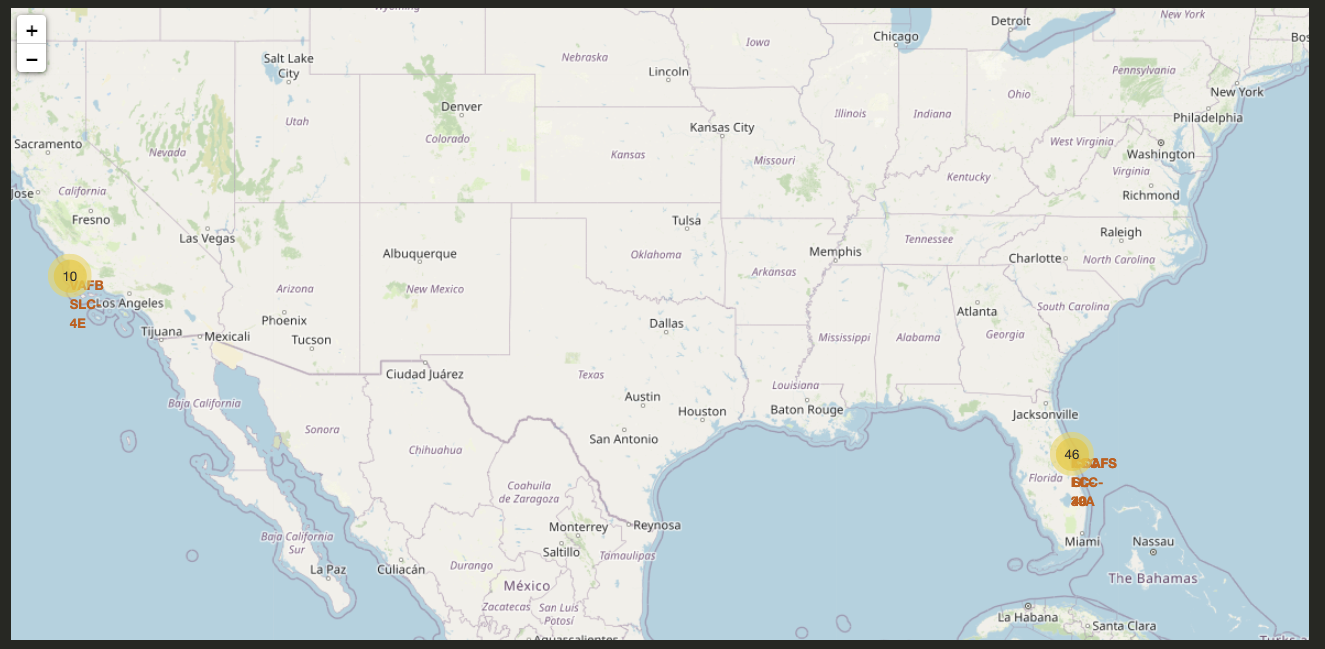 Wyoming
Detroit
New York
+
Chicago
Iowa
Bos
Salt Lake
City
Nebraska
−
Lincoln
Pennsylvania
New York
Denver
Ohio
Utah
Illinois
Indiana
Philadelphia
Kansas City
Colorado
Sacramento
West Virginia
Nevada
Kansas
Missouri
Washington
Virginia
Kentucky
Jose
California
Richmond
Fresno
Tulsa
Las Vegas
Raleigh
Tennessee
Albuquerque
Oklahoma
Memphis
Charlotte
North Carolina
Arkansas
10
VAFB
Arizona
New Mexico
SLC-
Los Angeles
South Carolina
Atlanta
4E
Phoenix
Dallas
Tijuana
Mexicali
Tucson
Mississippi
Alabama
Georgia
Ciudad Juárez
Texas
Louisiana
Baja California
Austin
Houston
Baton Rouge
Jacksonville
Sonora
San Antonio
Chihuahua
46
AFS
Florida
Coahuila
de Zaragoza
Baja California
Sur
Monterrey
Reynosa
Miami
Nassau
Saltillo
Tamaulipas
La Paz
Culiacán
Durango
The Bahamas
México
Zacatecas
San Luis
Potosí
La Habana
Santa Clara
Aguascalientes